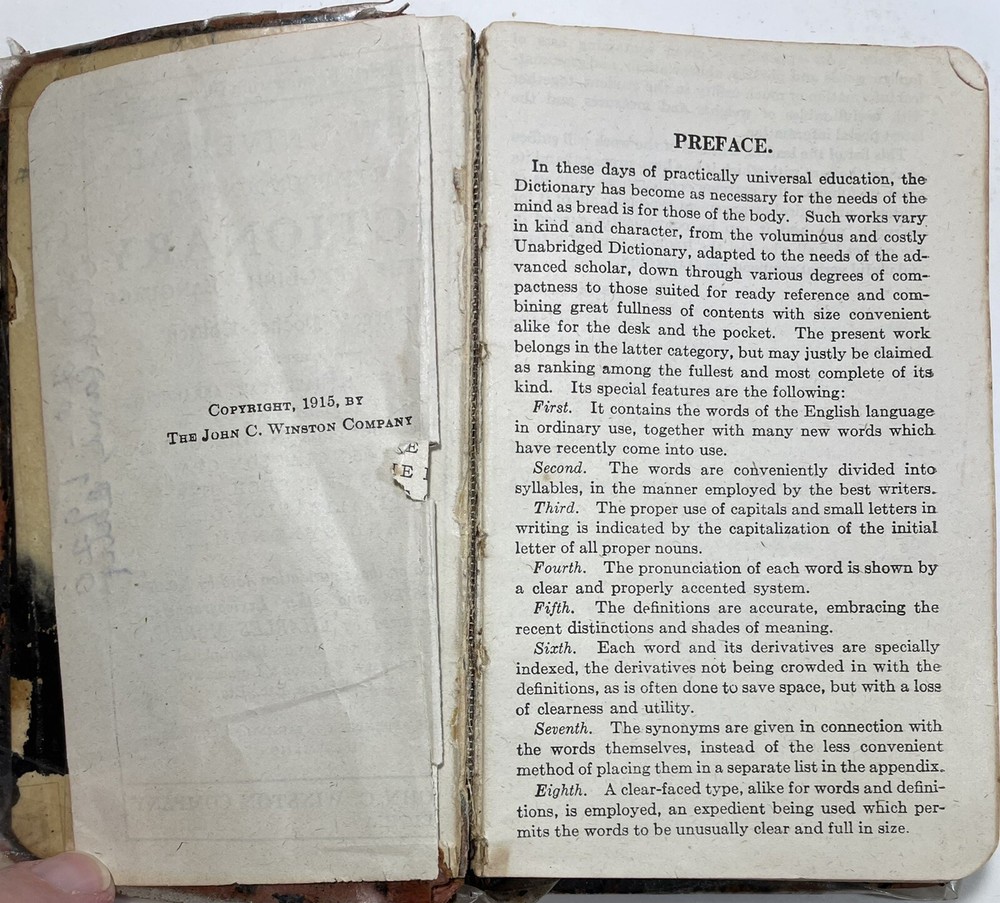 COPYRIGHT, 1915, BY
THE JOHN C. WINSTON COMPANY
E
E
PREFACE.
In these days of practically universal education, the
Dictionary has become as necessary for the needs of the
mind as bread is for those of the body. Such works vary
in kind and character, from the voluminous and costly
Unabridged Dictionary, adapted to the needs of the ad-
vanced scholar, down through various degrees of com-
pactness to those suited for ready reference and com-
bining great fullness of contents with size convenient
alike for the desk and the pocket. The present work
belongs in the latter category, but may justly be claimed
as ranking among the fullest and most complete of its
kind. Its special features are the following:
First. It contains the words of the English language
in ordinary use, together with many new words which
have recently come into use.
Second. The words are conveniently divided into
syllables, in the manner employed by the best writers.
Third. The proper use of capitals and small letters in
writing is indicated by the capitalization of the initial
letter of all proper nouns.
Fourth. The pronunciation of each word is shown by
a clear and properly accented system.
Fifth. The definitions are accurate, embracing the
recent distinctions and shades of meaning.
Sixth. Each word and its derivatives are specially
indexed, the derivatives not being crowded in with the
definitions, as is often done to save space, but with a loss
of clearness and utility.
Seventh. The synonyms are given in connection with
the words themselves, instead of the less convenient
method of placing them in a separate list in the appendix.
Eighth. A clear-faced type, alike for words and defini-
tions, is employed, an expedient being used which per-
mits the words to be unusually clear and full in size.